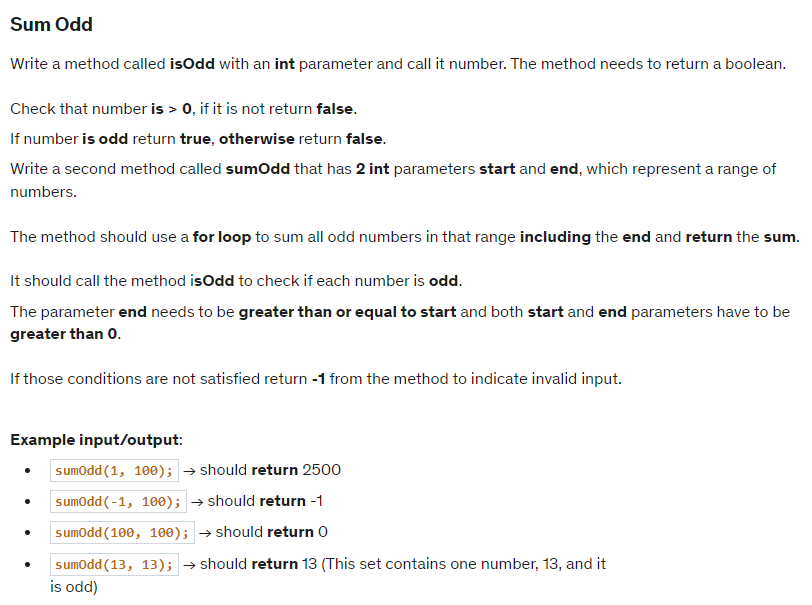 Sum Odd
Write a method called isOdd with an int parameter and call it number. The method needs to return a boolean.
Check that number is > 0, if it is not return false.
If number is odd return true, otherwise return false.
Write a second method called sumOdd that has 2 int parameters start and end, which represent a range of
numbers.
The method should use a for loop to sum all odd numbers in that range including the end and return the sum.
It should call the method isOdd to check if each number is odd.
The parameter end needs to be greater than or equal to start and both start and end parameters have to be
greater than 0.
If those conditions are not satisfied return -1 from the method to indicate invalid input.
Example input/output:
• sumOdd(1, 100); → should return 2500
• sumOdd(-1, 100); → should return -1
• sumOdd(100, 100); → should return 0
• sumOdd(13, 13); → should return 13 (This set contains one number, 13, and it
is odd)